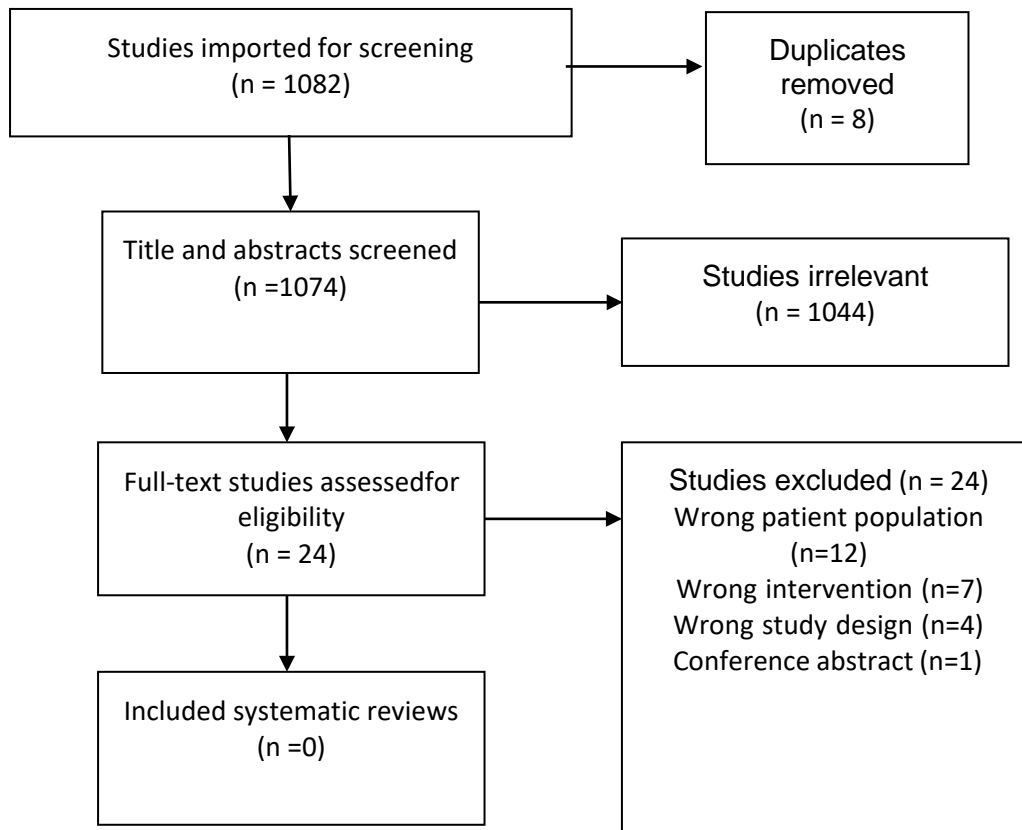 Studies imported for screening
(n = 1082)
Duplicates
removed
(n = 8)
Title and abstracts screened
(n =1074)
Studies irrelevant
(n = 1044)
Full-text studies assessedfor
eligibility
(n = 24)
Studies excluded (n = 24)
Wrong patient population
(n=12)
Wrong intervention (n=7)
Wrong study design (n=4)
Conference abstract (n=1)
Included systematic reviews
(n =0)